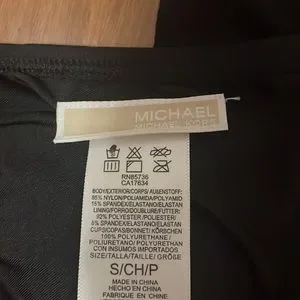 MICHAEL
MICHAEL KORS
RN85736
CA17634
BODY/EXTERIOR/CORPS/AUßENSTOFF:
85% NYLON/POLIAMIDA/POLYAMID
15% SPANDEX/ELASTANO/ELASTAN
LINING/FORRO/DOUBLURE/FUTTER:
92% POLYESTER/POLIESTER/
8% SPANDEX/ELASTANO/ELASTAN
CUPS/COPAS/BONNET/KÖRBCHEN
100% POLYURETHANE/
POLIURETANO/POLYURETHAN
CON INSUMOS IMPORTADOS
SIZE/TALLA/TAILLE/GRÖßE
S/CH/P
MADE IN CHINA
HECHO EN CHINA
FABRIQUE EN CHINE